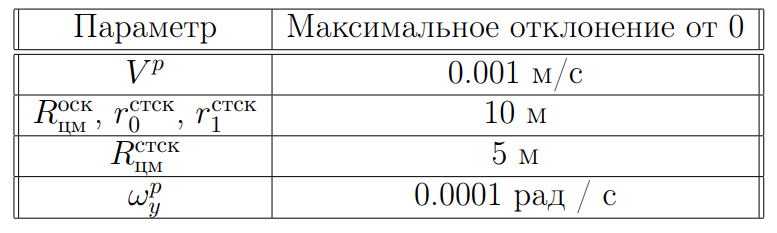 Параметр Максимальное отклонение от 0
V^p 0.001 м/с
R_цм^оск, r_0^стск, r_1^стск 10 м
R_цм^стск 5 м
ω_y^p 0.0001 рад / с